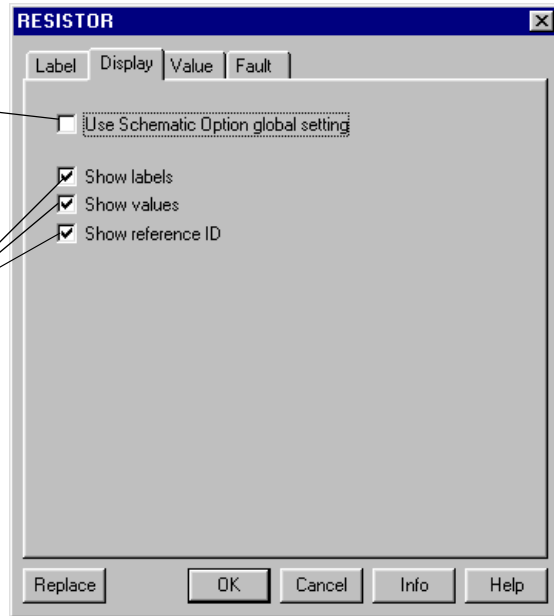 RESISTOR
Label Display Value Fault
Use Schematic Option global setting
Show labels
Show values
Show reference ID
Replace OK Cancel Info Help